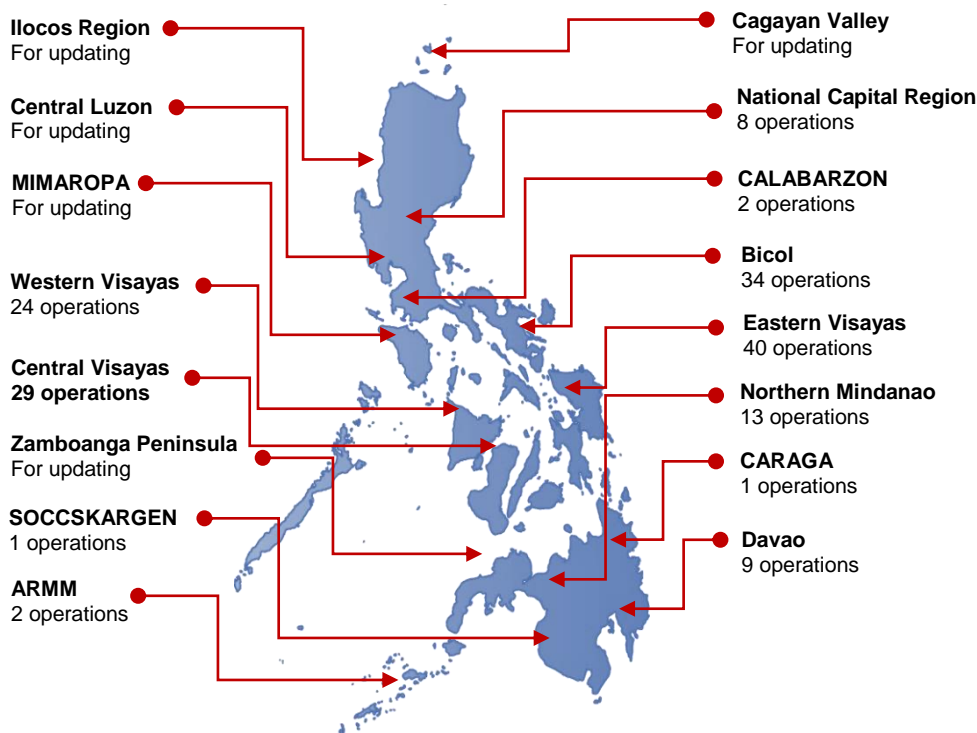 Ilocos Region
For updating
Central Luzon
For updating
MIMAROPA
For updating
Western Visayas
24 operations
Central Visayas
29 operations
Zamboanga Peninsula
For updating
SOCCSKARGEN
1 operations
ARMM
2 operations
Cagayan Valley
For updating
National Capital Region
8 operations
CALABARZON
2 operations
Bicol
34 operations
Eastern Visayas
40 operations
Northern Mindanao
13 operations
CARAGA
1 operations
Davao
9 operations